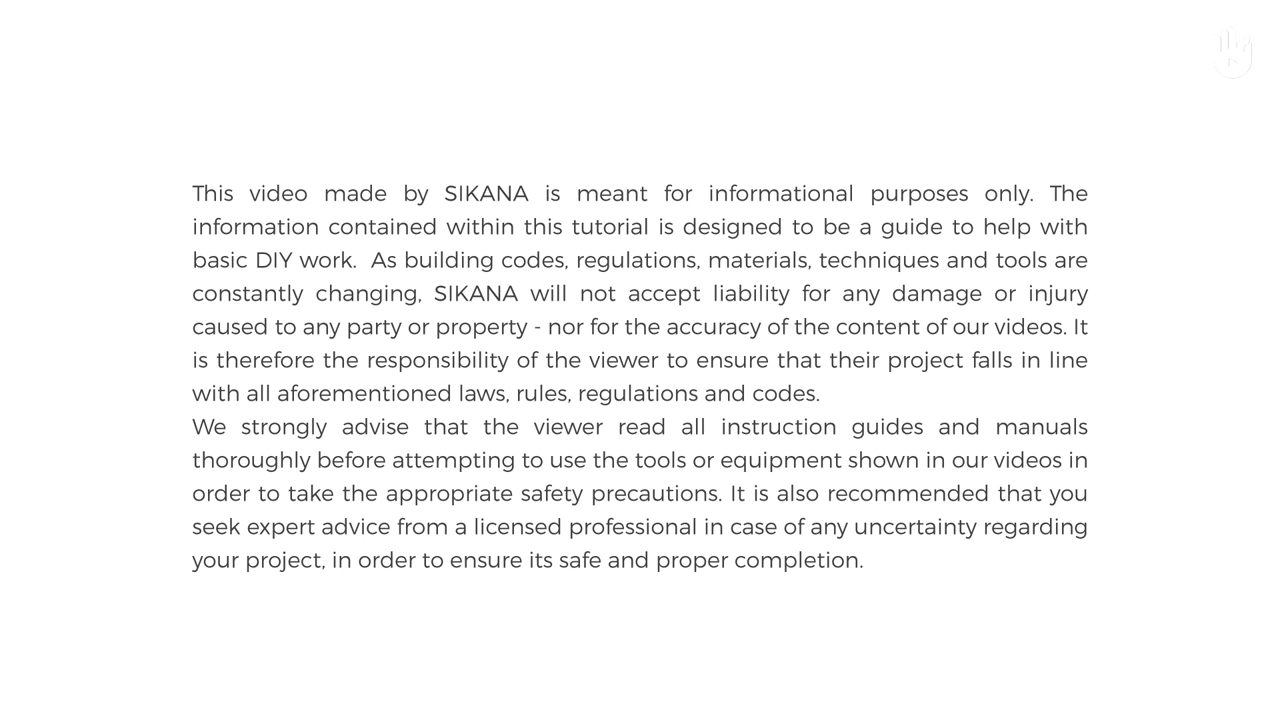 This video made by SIKANA is meant for informational purposes only. The
information contained within this tutorial is designed to be a guide to help with
basic DIY work.  As building codes, regulations, materials, techniques and tools are
constantly changing, SIKANA will not accept liability for any damage or injury
caused to any party or property - nor for the accuracy of the content of our videos. It
is therefore the responsibility of the viewer to ensure that their project falls in line
with all aforementioned laws, rules, regulations and codes.
We strongly advise that the viewer read all instruction guides and manuals
thoroughly before attempting to use the tools or equipment shown in our videos in
order to take the appropriate safety precautions. It is also recommended that you
seek expert advice from a licensed professional in case of any uncertainty regarding
your project, in order to ensure its safe and proper completion.